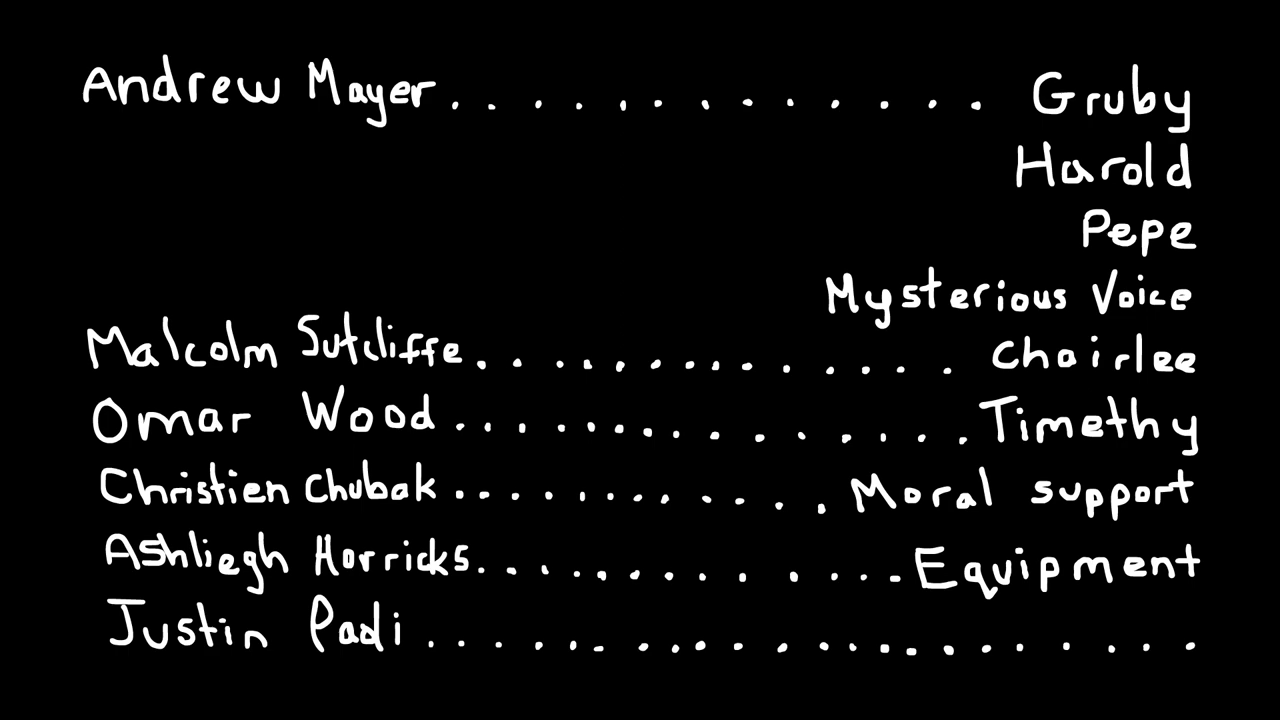 Andrew Mayer. . . . . . . . . . . . . Gruby
Harold
Pepe
Mysterious Voice
Malcolm Sutcliffe. . . . . . . . . . . . Chairlee
Omar Wood. . . . . . . . . . . . . . Timethy
Christien Chubak. . . . . . . . . . . Moral support
Ashliegh Horricks. . . . . . . . . . . . Equipment
Justin Padi. . . . . . . . . . . . . . . . . . .